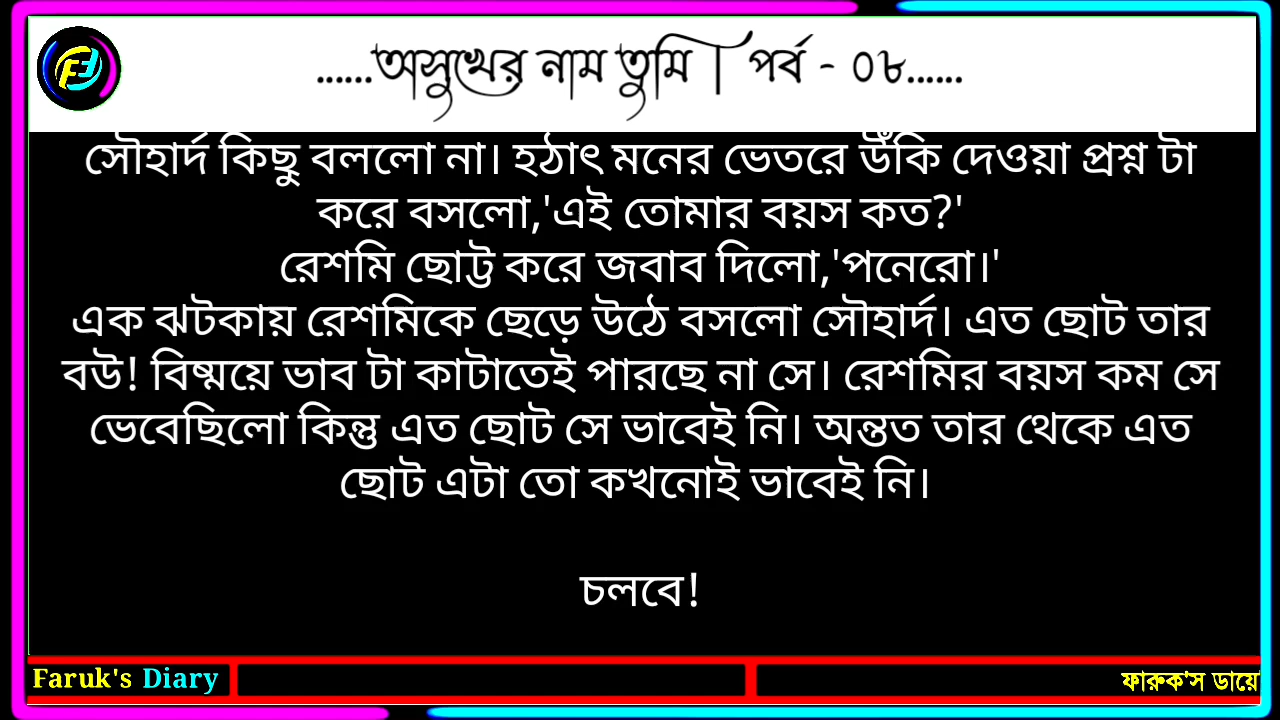 ......অসুখের নাম তুমি | পর্ব - ০৮......
সৌহার্দ কিছু বললো না। হঠাৎ মনের ভেতরে উঁকি দেওয়া প্রশ্ন টা
করে বসলো,'এই তোমার বয়স কত?'
রেশমি ছোট্ট করে জবাব দিলো,'পনেরো।'
এক ঝটকায় রেশমিকে ছেড়ে উঠে বসলো সৌহার্দ। এত ছোট তার
বউ! বিষ্ময়ে ভাব টা কাটাতেই পারছে না সে। রেশমির বয়স কম সে
ভেবেছিলো কিন্তু এত ছোট সে ভাবেই নি। অন্তত তার থেকে এত
ছোট এটা তো কখনোই ভাবেই নি।
চলবে!
Faruk's Diary
ফারুক'স ডায়ে